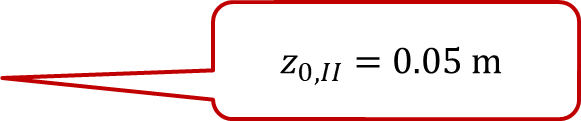 z₀,II = 0.05 m